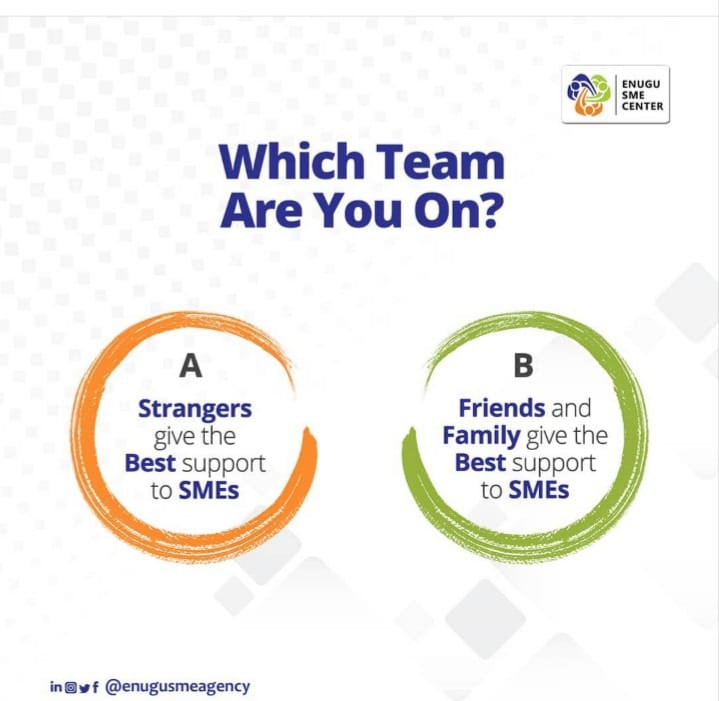 ENUGU
SME
CENTER
Which Team
Are You On?
A
Strangers
give the
Best support
to SMEs
B
Friends and
Family give the
Best support
to SMEs
@enugusmeagency